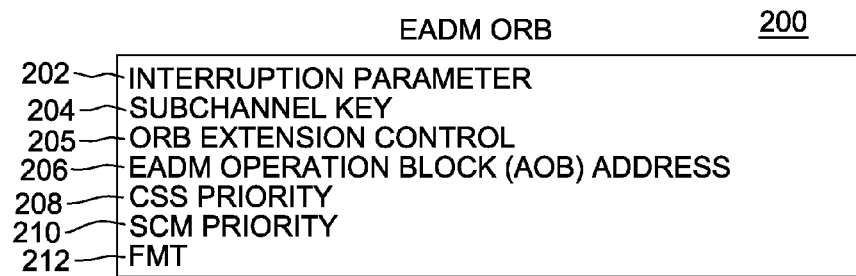 EADM ORB 200
202 INTERRUPTION PARAMETER
204 SUBCHANNEL KEY
205 ORB EXTENSION CONTROL
206 EADM OPERATION BLOCK (AOB) ADDRESS
208 CSS PRIORITY
210 SCM PRIORITY
212 FMT